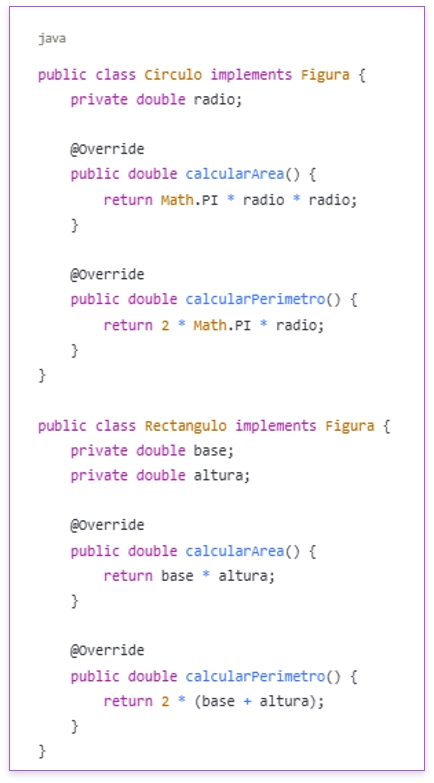 java
public class Circulo implements Figura {
    private double radio;

    @Override
    public double calcularArea() {
        return Math.PI * radio * radio;
    }

    @Override
    public double calcularPerimetro() {
        return 2 * Math.PI * radio;
    }
}

public class Rectangulo implements Figura {
    private double base;
    private double altura;

    @Override
    public double calcularArea() {
        return base * altura;
    }

    @Override
    public double calcularPerimetro() {
        return 2 * (base + altura);
    }
}